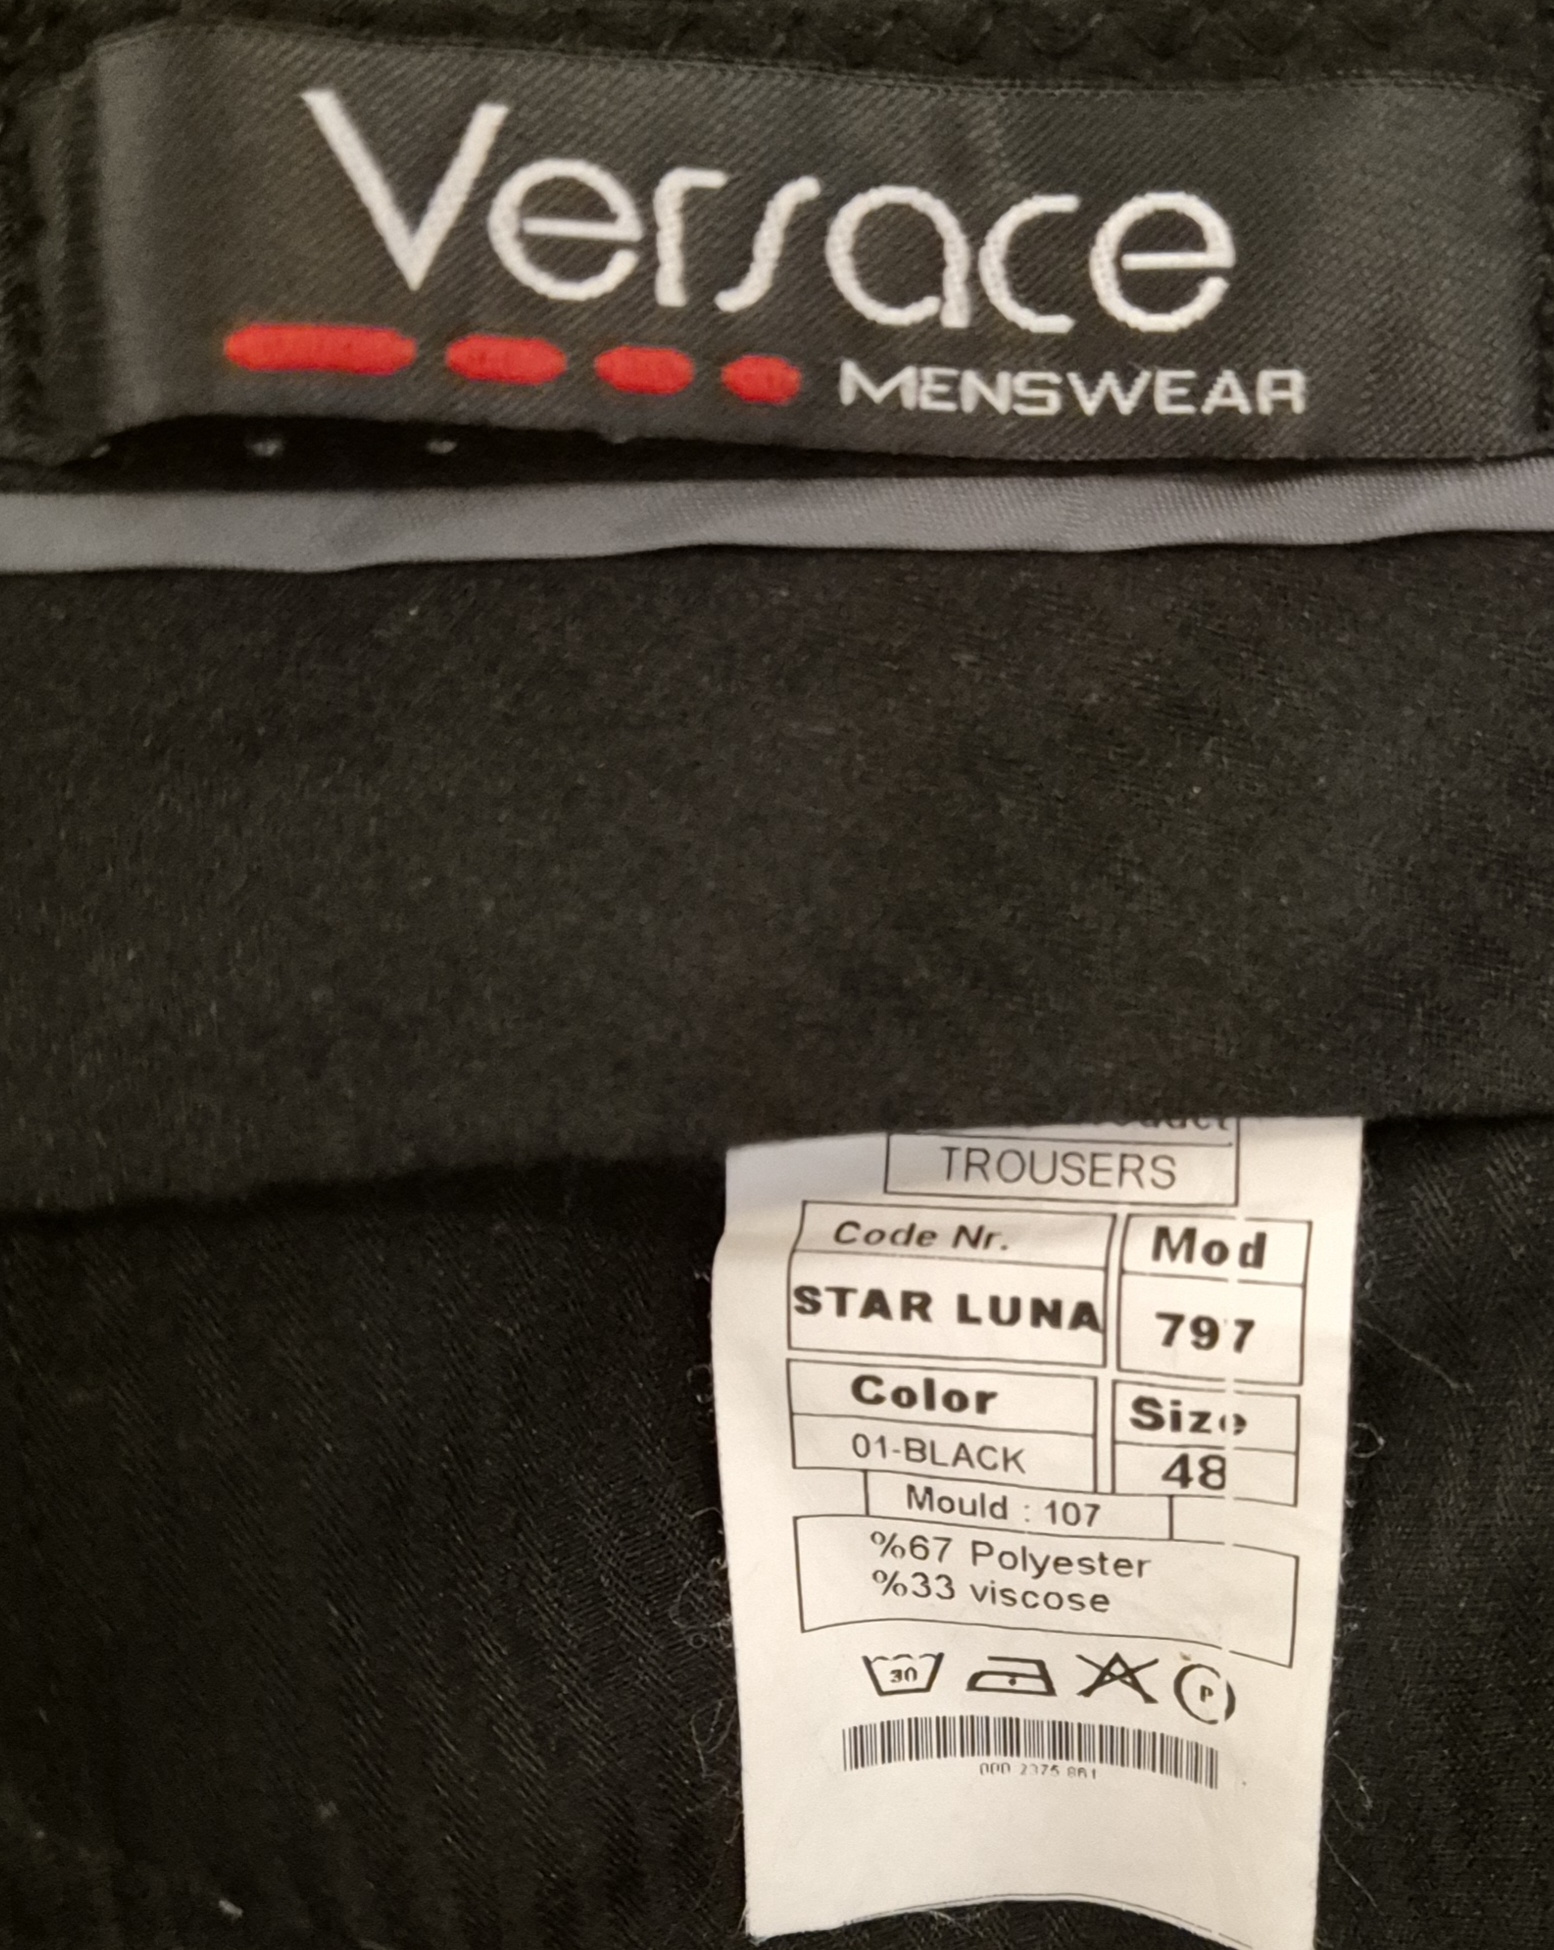 Versace
MENSWEAR
TROUSERS
Code Nr.
Mod
STAR LUNA
797
Color
Size
01-BLACK
48
Mould : 107
%67 Polyester
%33 viscose
30
P